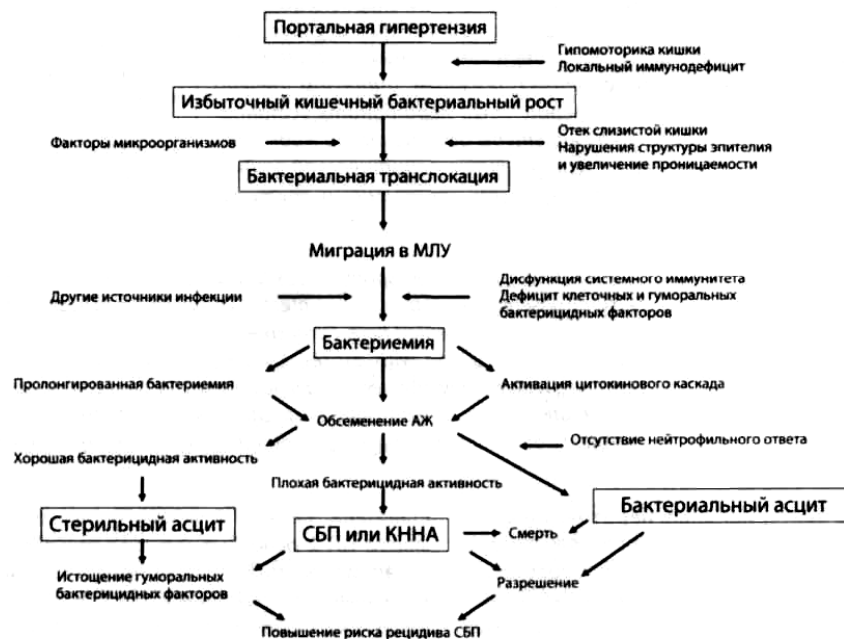 Портальная гипертензия
Гипомоторика кишки
Локальный иммунодефицит
Избыточный кишечный бактериальный рост
Факторы микроорганизмов
Отек слизистой кишки
Нарушения структуры эпителия
и увеличение проницаемости
Бактериальная транслокация
Миграция в МЛУ
Другие источники инфекции
Дисфункция системного иммунитета
Дефицит клеточных и гуморальных
бактерицидных факторов
Бактериемия
Пролонгированная бактериемия
Активация цитокинового каскада
Обсеменение АЖ
Хорошая бактерицидная активность
Отсутствие нейтрофильного ответа
Плохая бактерицидная активность
Стерильный асцит
СБП или КННА
Смерть
Бактериальный асцит
Истощение гуморальных
бактерицидных факторов
Разрешение
Повышение риска рецидива СБП